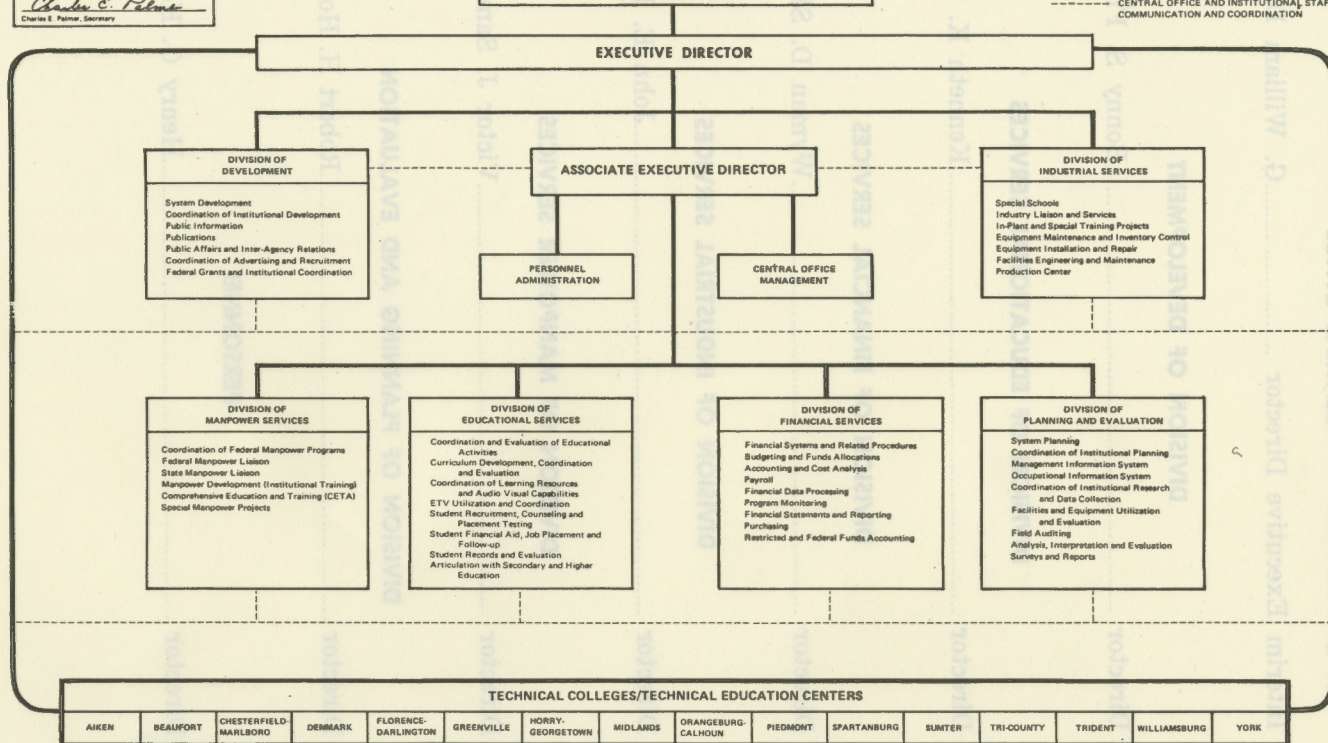 Charles E. Palmer
Charles E Palmer, Secretary
CENTRAL OFFICE AND INSTITUTIONAL STAFF
COMMUNICATION AND COORDINATION
EXECUTIVE DIRECTOR
DIVISION OF
DEVELOPMENT
System Development
Coordination of Institutional Development
Public Information
Publications
Public Affairs and Inter-Agency Relations
Coordination of Advertising and Recruitment
Federal Grants and Institutional Coordination
ASSOCIATE EXECUTIVE DIRECTOR
PERSONNEL
ADMINISTRATION
CENTRAL OFFICE
MANAGEMENT
DIVISION OF
INDUSTRIAL SERVICES
Special Schools
Industry Liaison and Services
In-Plant and Special Training Projects
Equipment Maintenance and Inventory Control
Equipment Installation and Repair
Facilities Engineering and Maintenance
Production Center
DIVISION OF
MANPOWER SERVICES
Coordination of Federal Manpower Programs
Federal Manpower Liaison
State Manpower Liaison
Manpower Development (Institutional Training)
Comprehensive Education and Training (CETA)
Special Manpower Projects
DIVISION OF
EDUCATIONAL SERVICES
Coordination and Evaluation of Educational
Activities
Curriculum Development, Coordination
and Evaluation
Coordination of Learning Resources
and Audio Visual Capabilities
ETV Utilization and Coordination
Student Recruitment, Counseling and
Placement Testing
Student Financial Aid, Job Placement and
Follow-up
Student Records and Evaluation
Articulation with Secondary and Higher
Education
DIVISION OF
FINANCIAL SERVICES
Financial Systems and Related Procedures
Budgeting and Funds Allocations
Accounting and Cost Analysis
Payroll
Financial Data Processing
Program Monitoring
Financial Statements and Reporting
Purchasing
Restricted and Federal Funds Accounting
DIVISION OF
PLANNING AND EVALUATION
System Planning
Coordination of Institutional Planning
Management Information System
Occupational Information System
Coordination of Institutional Research
and Data Collection
Facilities and Equipment Utilization
and Evaluation
Field Auditing
Analysis, Interpretation and Evaluation
Surveys and Reports
TECHNICAL COLLEGES/TECHNICAL EDUCATION CENTERS
AIKEN
BEAUFORT
CHESTERFIELD-
MARLBORO
DENMARK
FLORENCE-
DARLINGTON
GREENVILLE
HORRY-
GEORGETOWN
MIDLANDS
ORANGEBURG-
CALHOUN
PIEDMONT
SPARTANBURG
SUMTER
TRI-COUNTY
TRIDENT
WILLIAMSBURG
YORK